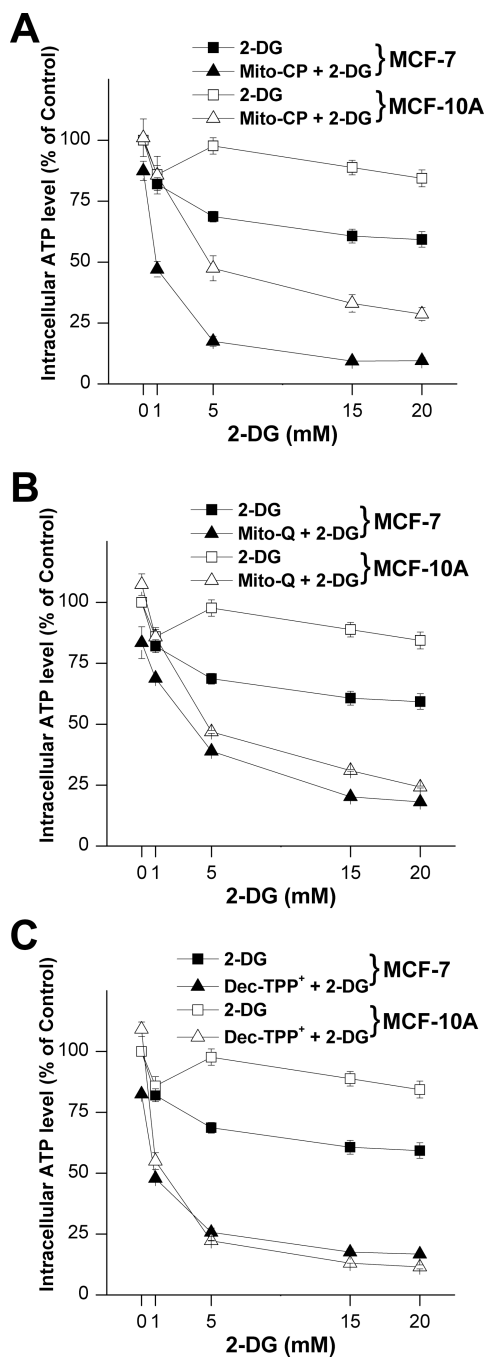 A
2-DG
Mito-CP + 2-DG
} MCF-7
2-DG
Mito-CP + 2-DG
} MCF-10A
Intracellular ATP level (% of Control)
100
75
50
25
0
0 1 5 15 20
2-DG (mM)
B
2-DG
Mito-Q + 2-DG
} MCF-7
2-DG
Mito-Q + 2-DG
} MCF-10A
Intracellular ATP level (% of Control)
100
75
50
25
0
0 1 5 15 20
2-DG (mM)
C
2-DG
Dec-TPP⁺ + 2-DG
} MCF-7
2-DG
Dec-TPP⁺ + 2-DG
} MCF-10A
Intracellular ATP level (% of Control)
100
75
50
25
0
0 1 5 15 20
2-DG (mM)